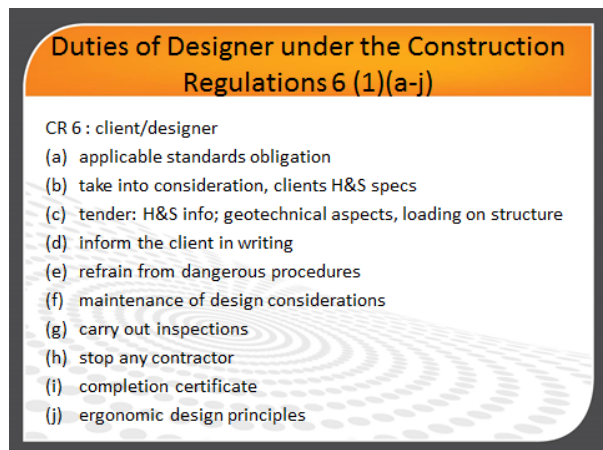 Duties of Designer under the Construction
Regulations 6 (1)(a-j)
CR 6 : client/designer
(a) applicable standards obligation
(b) take into consideration, clients H&S specs
(c) tender: H&S info; geotechnical aspects, loading on structure
(d) inform the client in writing
(e) refrain from dangerous procedures
(f) maintenance of design considerations
(g) carry out inspections
(h) stop any contractor
(i) completion certificate
(j) ergonomic design principles